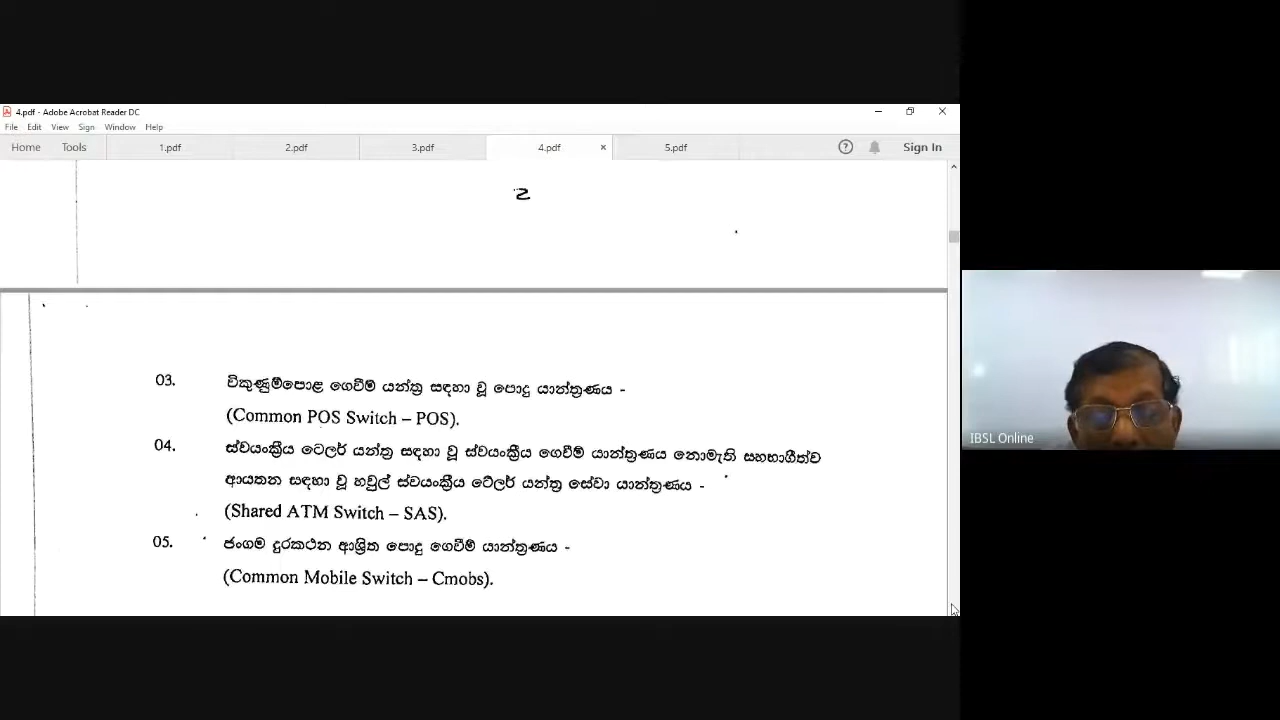 4.pdf - Adobe Acrobat Reader DC
File Edit View Sign Window Help
Home Tools 1.pdf 2.pdf 3.pdf 4.pdf × 5.pdf ? Sign In
2
03. විකුණුම්පොළ ගෙවීම් යන්ත්‍ර සඳහා වූ පොදු යාන්ත්‍රණය -
(Common POS Switch – POS).
04. ස්වයංක්‍රීය ටෙලර් යන්ත්‍ර සඳහා වූ ස්වයංක්‍රීය ගෙවීම් යාන්ත්‍රණය නොමැති සහභාගීත්ව
ආයතන සඳහා වූ හවුල් ස්වයංක්‍රීය ටේලර් යන්ත්‍ර සේවා යාන්ත්‍රණය -
(Shared ATM Switch – SAS).
05. ජංගම දුරකථන ආශ්‍රිත පොදු ගෙවීම් යාන්ත්‍රණය -
(Common Mobile Switch – Cmobs).
IBSL Online